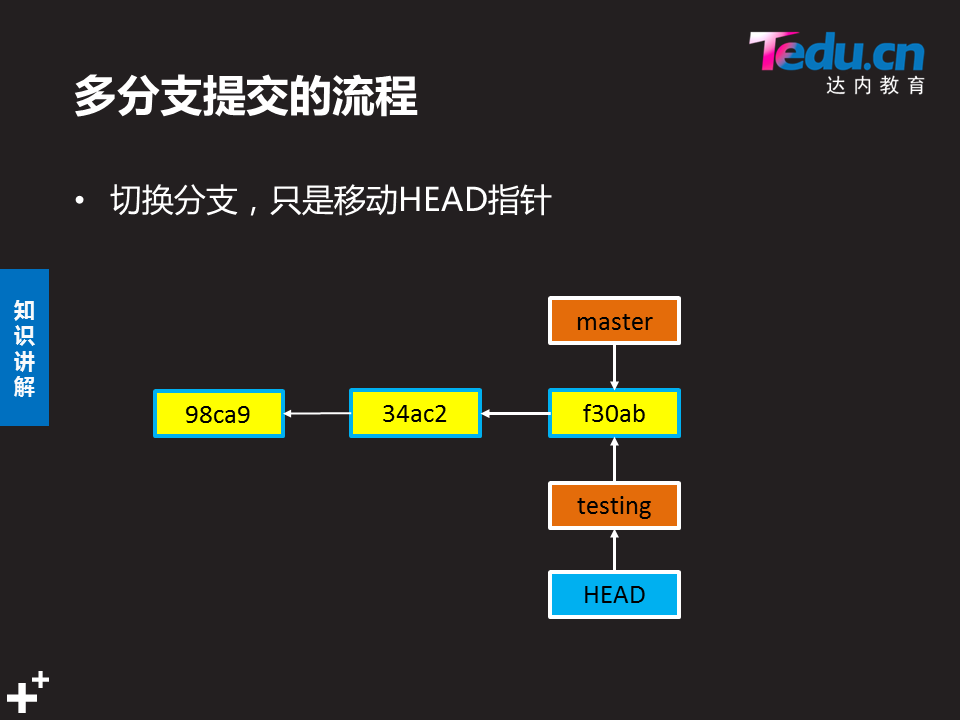 Tedu.cn
达内教育
多分支提交的流程
• 切换分支，只是移动HEAD指针
知识讲解
master
98ca9
34ac2
f30ab
testing
HEAD